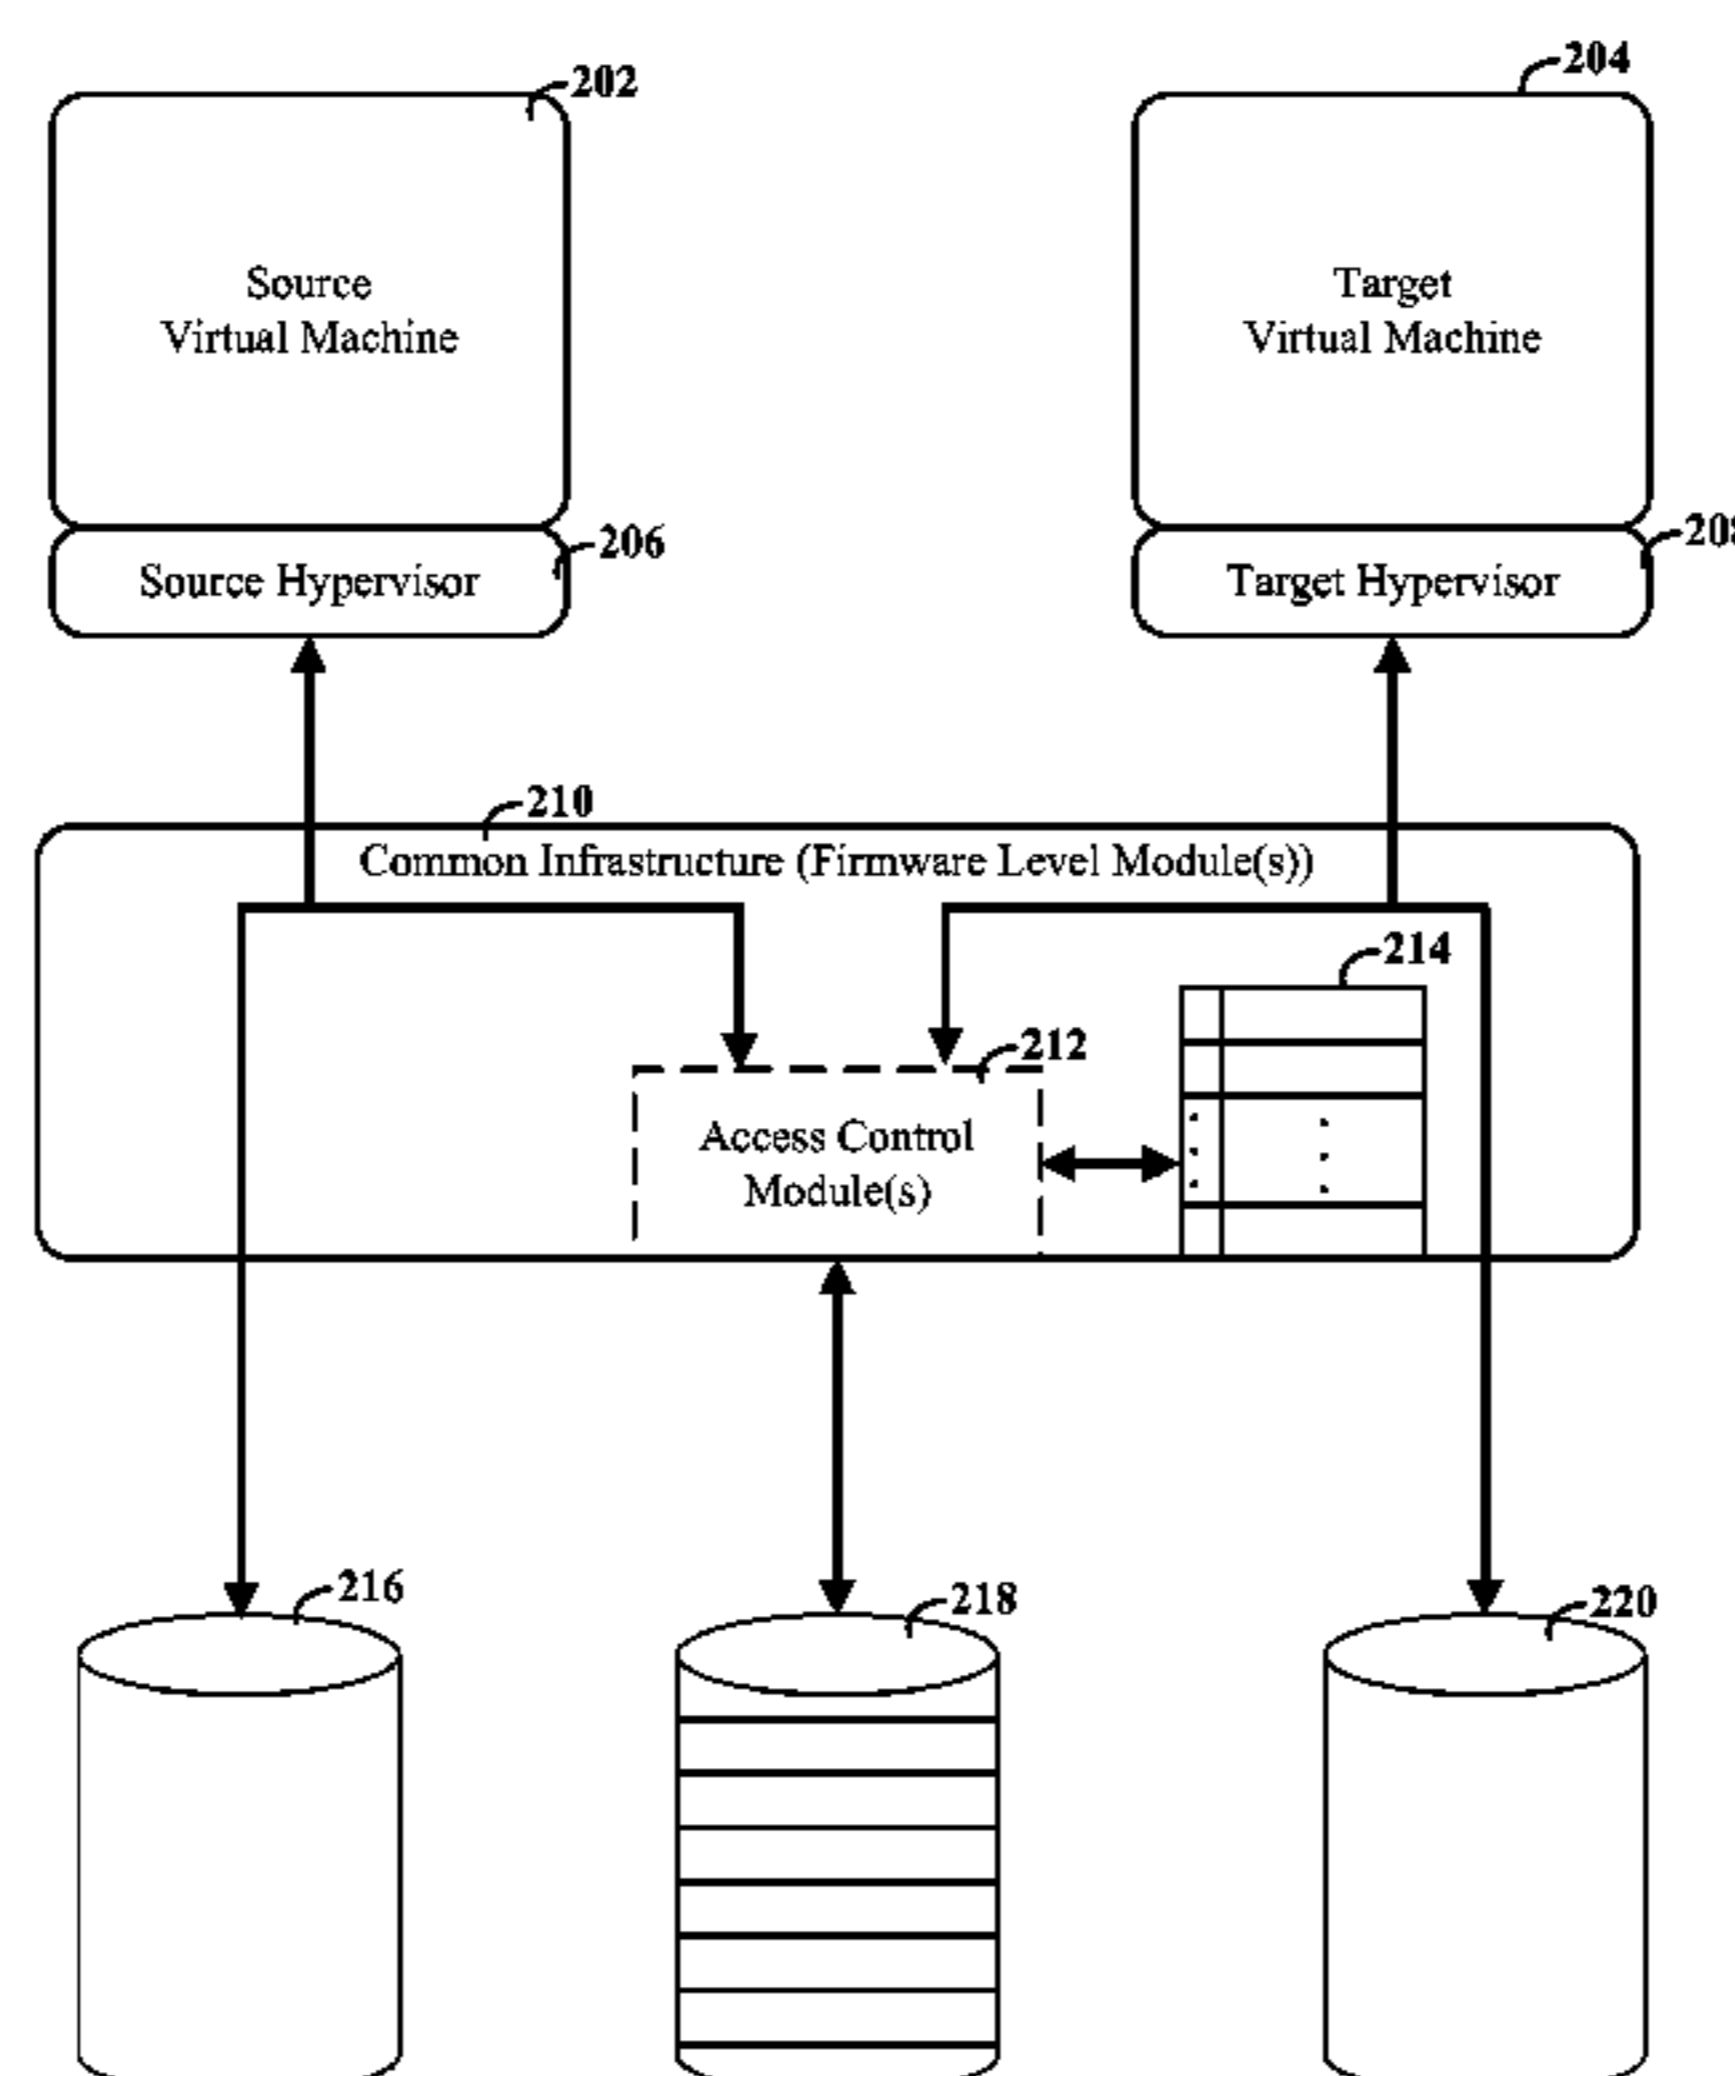 202
204
Source
Virtual Machine
Target
Virtual Machine
206
Source Hypervisor
Target Hypervisor
210
Common Infrastructure (Firmware Level Module(s))
214
212
Access Control
Module(s)
216
218
220